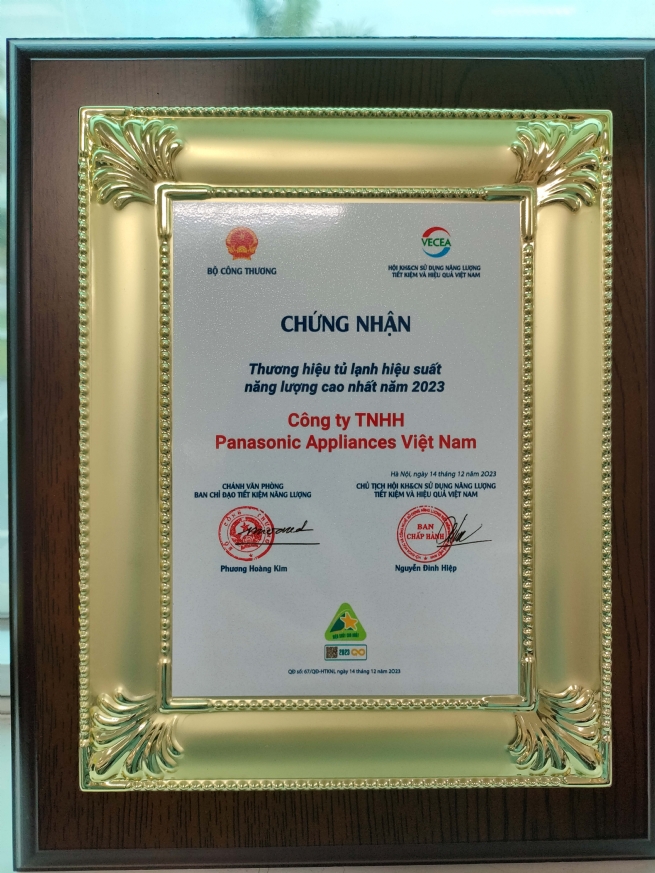 BỘ CÔNG THƯƠNG
VECEA
HỘI KH&CN SỬ DỤNG NĂNG LƯỢNG
TIẾT KIỆM VÀ HIỆU QUẢ VIỆT NAM
CHỨNG NHẬN
Thương hiệu tủ lạnh hiệu suất
năng lượng cao nhất năm 2023
Công ty TNHH
Panasonic Appliances Việt Nam
Hà Nội, ngày 14 tháng 12 năm 2023
CHÁNH VĂN PHÒNG
BAN CHỈ ĐẠO TIẾT KIỆM NĂNG LƯỢNG
CHỦ TỊCH HỘI KH&CN SỬ DỤNG NĂNG LƯỢNG
TIẾT KIỆM VÀ HIỆU QUẢ VIỆT NAM
BAN
CHẤP HÀNH
Phương Hoàng Kim
Nguyễn Đình Hiệp
2023
QĐ số: 67/QĐ-HTKNL ngày 14 tháng 12 năm 2023